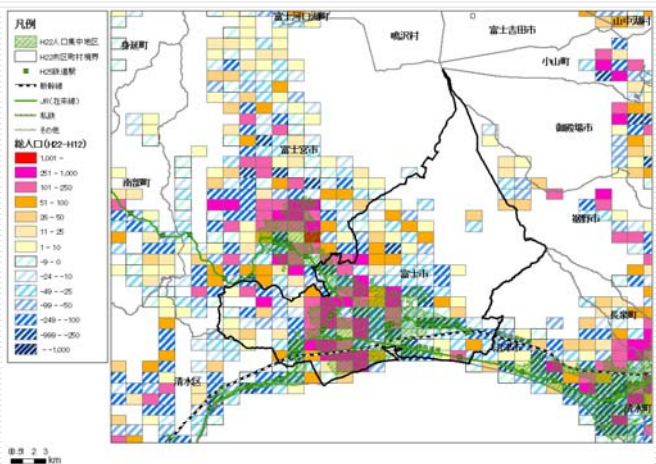 凡例
H22人口集中地区
H22市区町村境界
H25鉄道駅
新幹線
JR(在来線)
私鉄
その他
総人口(H22-H12)
1,001 -
251 - 1,000
101 - 250
51 - 100
26 - 50
11 - 25
1 - 10
-9 - 0
-24 - -10
-49 - -25
-99 - -50
-249 - -100
-999 - -250
- -1,000
富士河口湖町
鳴沢村
富士吉田市
山中湖村
身延町
小山町
御殿場市
富士宮市
南部町
裾野市
富士市
長泉町
清水区
清水町
km